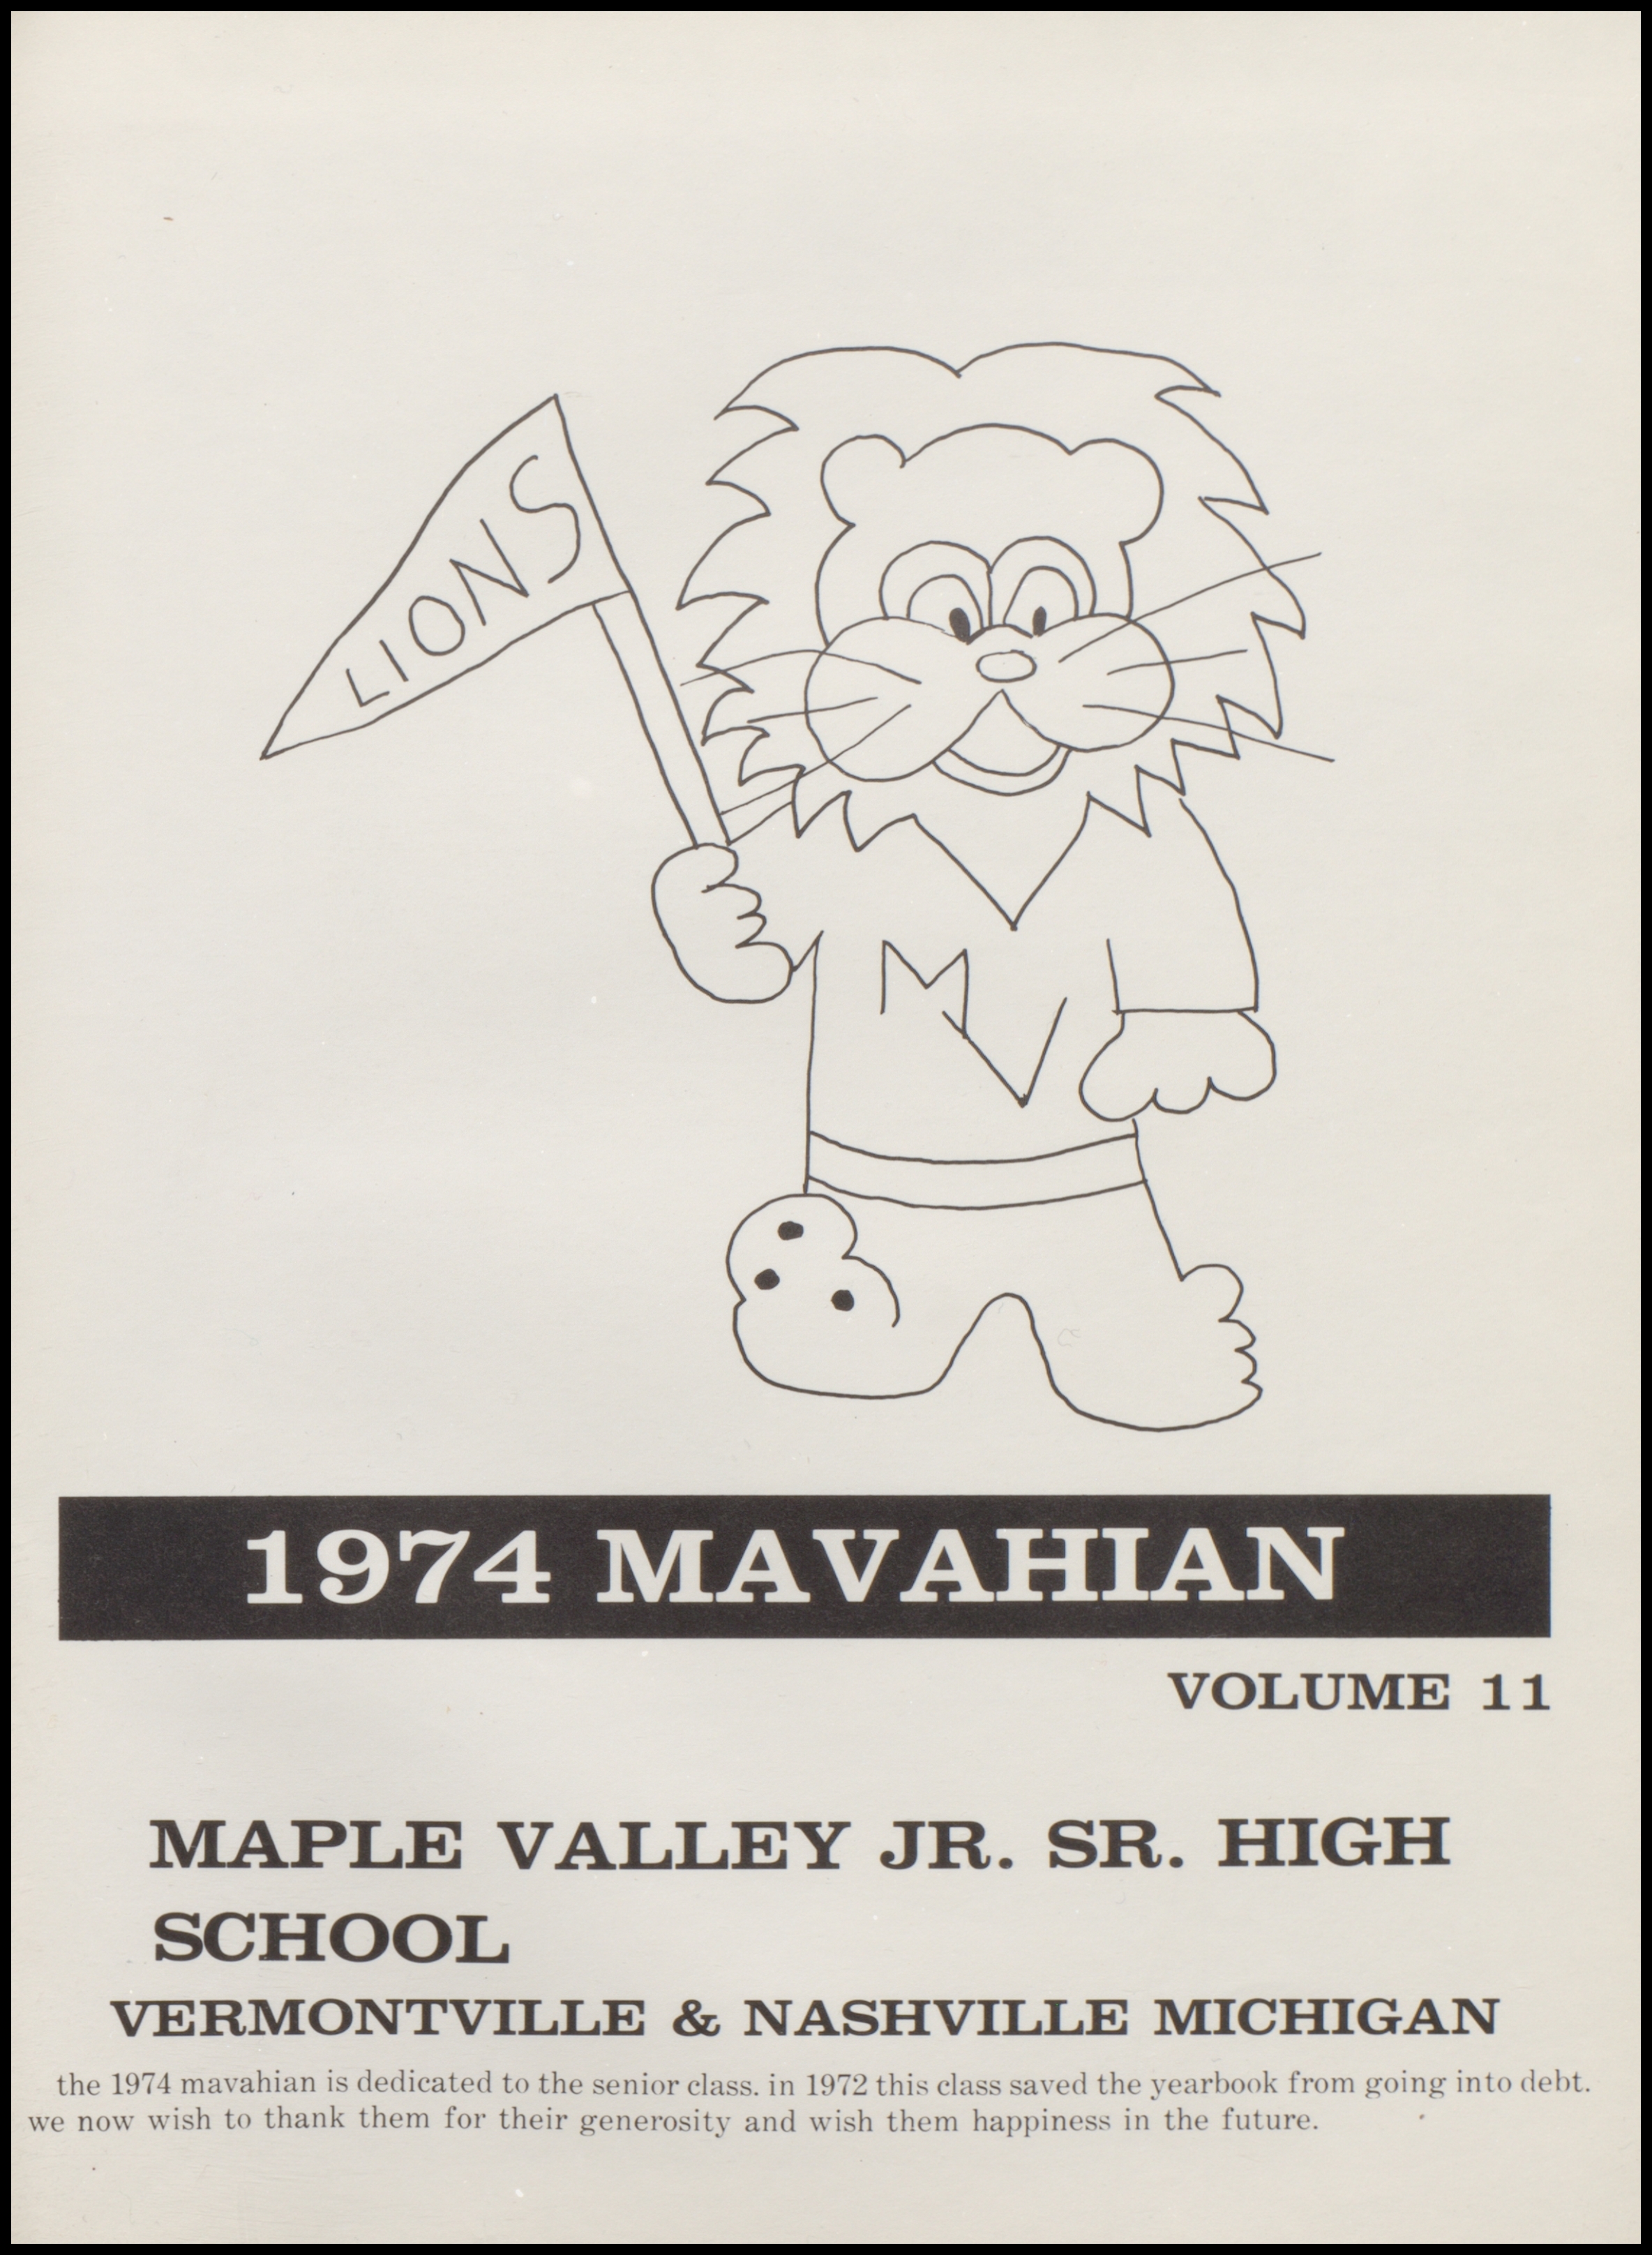 LIONS
MV
1974 MAVAHIAN
VOLUME 11
MAPLE VALLEY JR. SR. HIGH
SCHOOL
VERMONTVILLE & NASHVILLE MICHIGAN
the 1974 mavahian is dedicated to the senior class. in 1972 this class saved the yearbook from going into debt.
we now wish to thank them for their generosity and wish them happiness in the future.